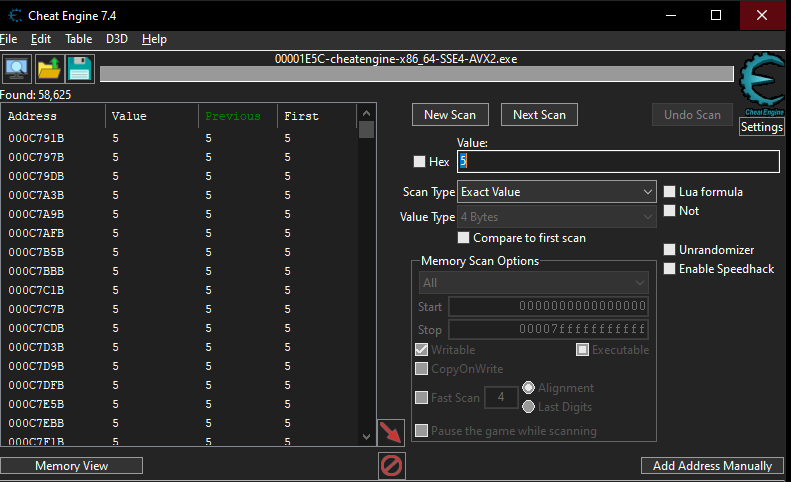 Cheat Engine 7.4
File Edit Table D3D Help
00001E5C-cheatengine-x86_64-SSE4-AVX2.exe
Found: 58,625
Cheat Engine
Settings
Address Value Previous First
000C791B 5 5 5
000C797B 5 5 5
000C79DB 5 5 5
000C7A3B 5 5 5
000C7A9B 5 5 5
000C7AFB 5 5 5
000C7B5B 5 5 5
000C7BBB 5 5 5
000C7C1B 5 5 5
000C7C7B 5 5 5
000C7CDB 5 5 5
000C7D3B 5 5 5
000C7D9B 5 5 5
000C7DFB 5 5 5
000C7E5B 5 5 5
000C7EBB 5 5 5
000C7F1B 5 5 5
New Scan Next Scan Undo Scan
Value:
Hex 5
Scan Type Exact Value
Value Type 4 Bytes
Compare to first scan
Lua formula
Not
Unrandomizer
Enable Speedhack
Memory Scan Options
All
Start 0000000000000000
Stop 00007fffffffffff
Writable Executable
CopyOnWrite
Fast Scan 4 Alignment
Last Digits
Pause the game while scanning
Memory View
Add Address Manually